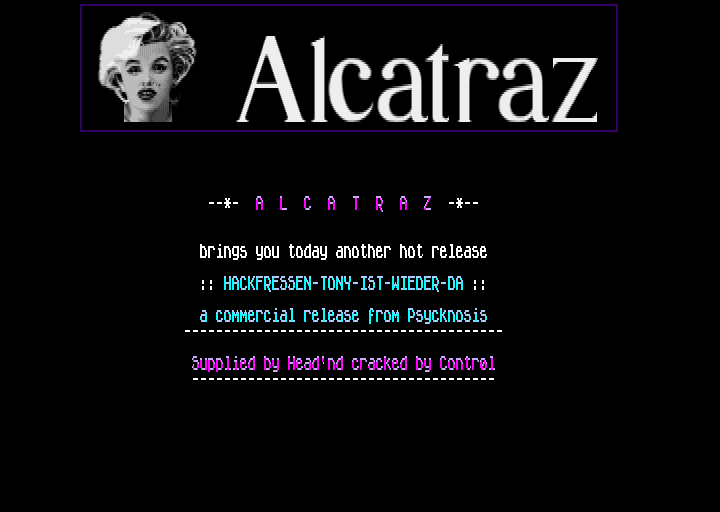 Alcatraz
--*- A L C A T R A Z -*--
brings you today another hot release
:: HACKFRESSEN-TONY-IST-WIEDER-DA ::
a commercial release from Psycknosis
----------------------------------------
Supplied by Head'nd cracked by Contrøl
--------------------------------------